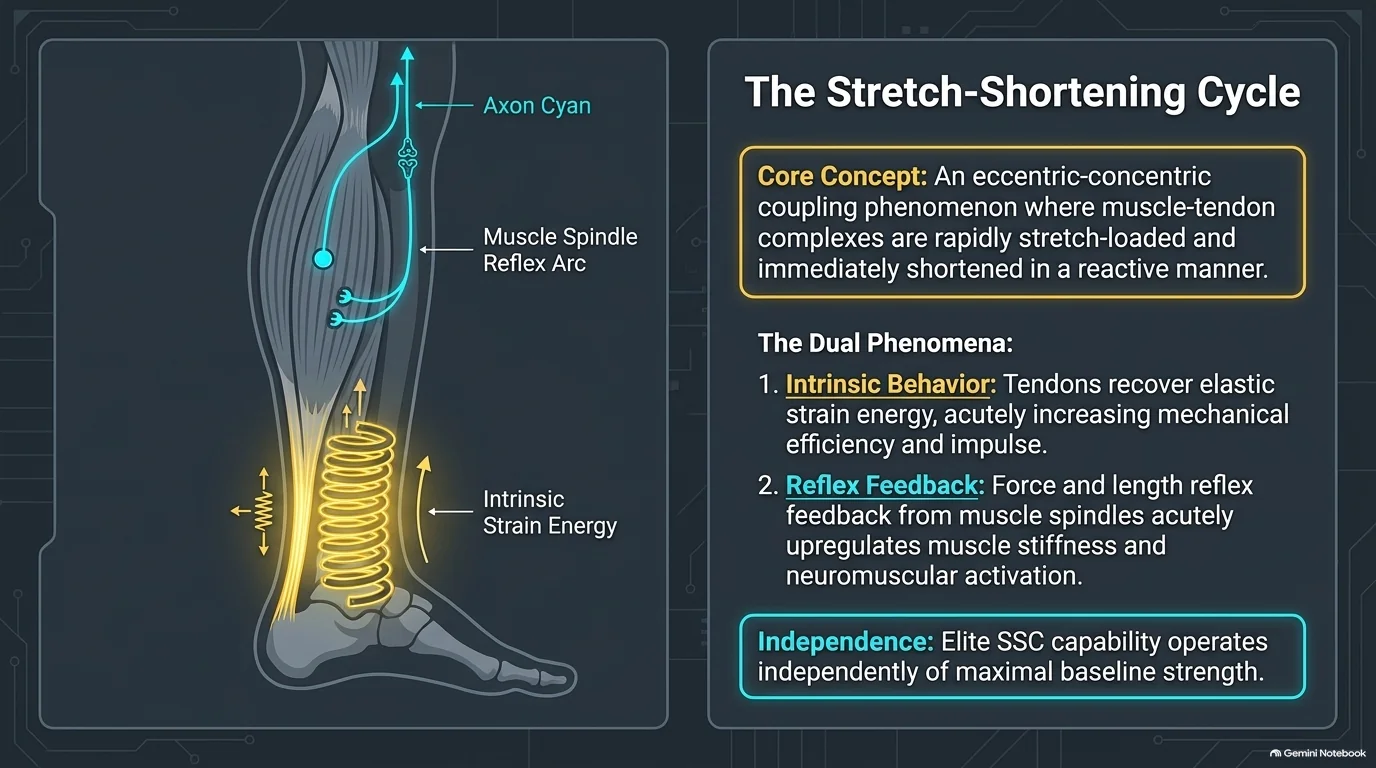 Axon Cyan
Muscle Spindle
Reflex Arc
Intrinsic
Strain Energy
The Stretch-Shortening Cycle
Core Concept: An eccentric-concentric
coupling phenomenon where muscle-tendon
complexes are rapidly stretch-loaded and
immediately shortened in a reactive manner.
The Dual Phenomena:
1. Intrinsic Behavior: Tendons recover elastic
strain energy, acutely increasing mechanical
efficiency and impulse.
2. Reflex Feedback: Force and length reflex
feedback from muscle spindles acutely
upregulates muscle stiffness and
neuromuscular activation.
Independence: Elite SSC capability operates
independently of maximal baseline strength.
Gemini Notebook